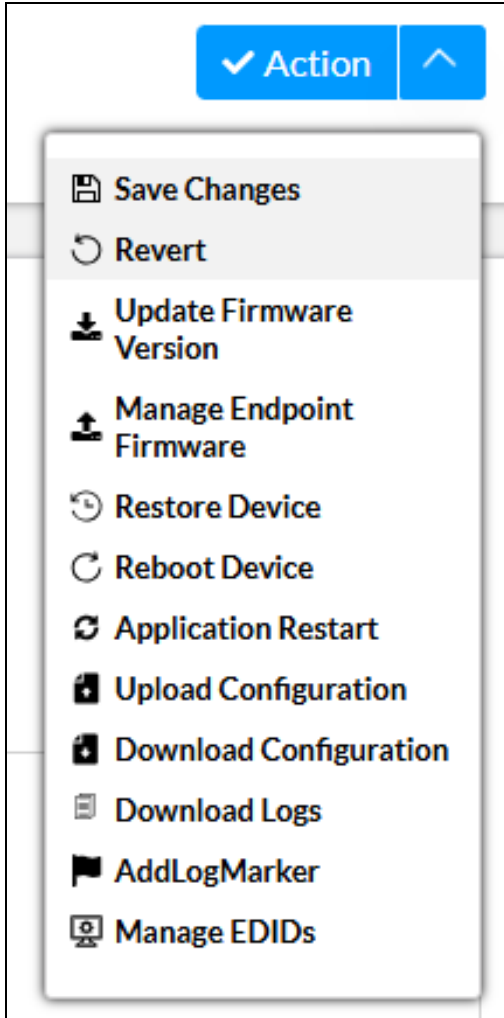 Action
Save Changes
Revert
Update Firmware
Version
Manage Endpoint
Firmware
Restore Device
Reboot Device
Application Restart
Upload Configuration
Download Configuration
Download Logs
AddLogMarker
Manage EDIDs